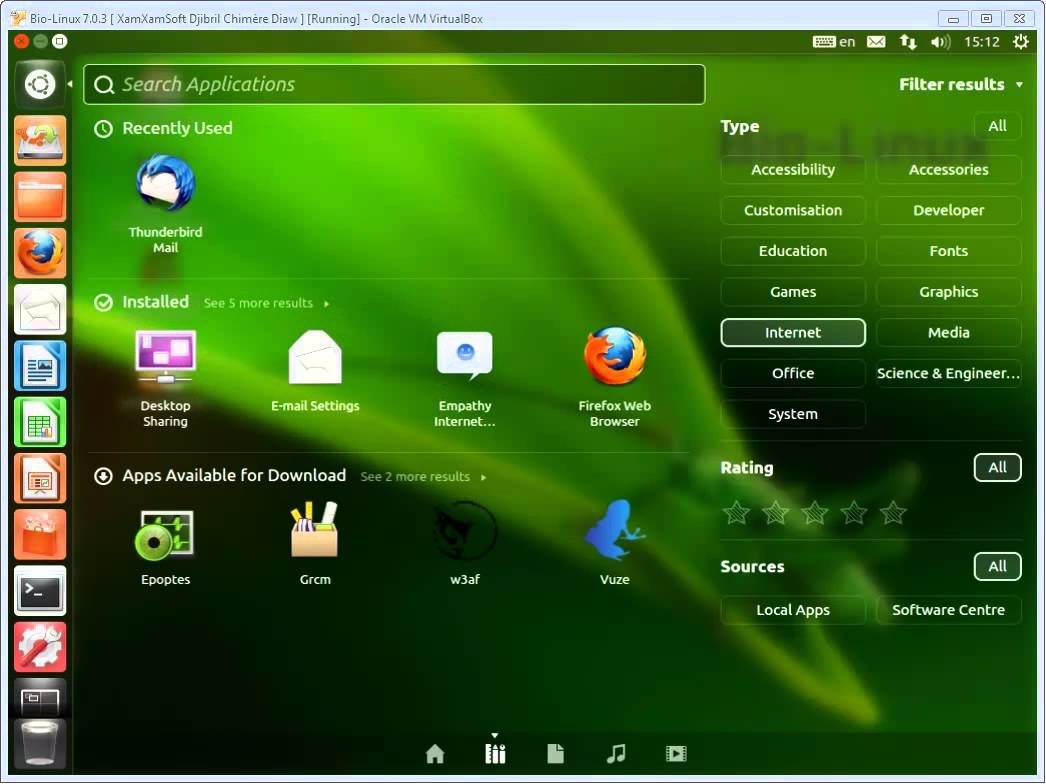 Bio-Linux 7.0.3 [ XamXamSoft Djibril Chimère Diaw ] [Running] - Oracle VM VirtualBox
en 15:12
Search Applications
Filter results
Recently Used
Thunderbird
Mail
Installed See 5 more results
Desktop
Sharing
E-mail Settings
Empathy
Internet...
Firefox Web
Browser
Apps Available for Download See 2 more results
Epoptes
Grcm
w3af
Vuze
Type All
Bio-Linux
Accessibility Accessories
Customisation Developer
Education Fonts
Games Graphics
Internet Media
Office Science & Engineer...
System
Rating All
Sources All
Local Apps Software Centre